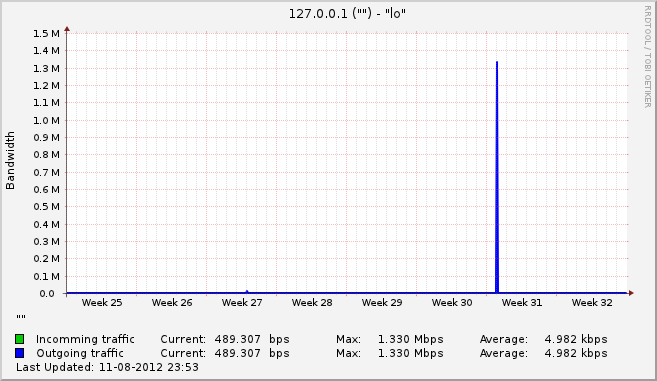 127.0.0.1 ("") - "lo"
RRDTOOL / TOBI OETIKER
Bandwidth
1.5 M
1.4 M
1.3 M
1.2 M
1.1 M
1.0 M
0.9 M
0.8 M
0.7 M
0.6 M
0.5 M
0.4 M
0.3 M
0.2 M
0.1 M
0.0
Week 25 Week 26 Week 27 Week 28 Week 29 Week 30 Week 31 Week 32
""
Incomming traffic Current: 489.307 bps Max: 1.330 Mbps Average: 4.982 kbps
Outgoing traffic Current: 489.307 bps Max: 1.330 Mbps Average: 4.982 kbps
Last Updated: 11-08-2012 23:53